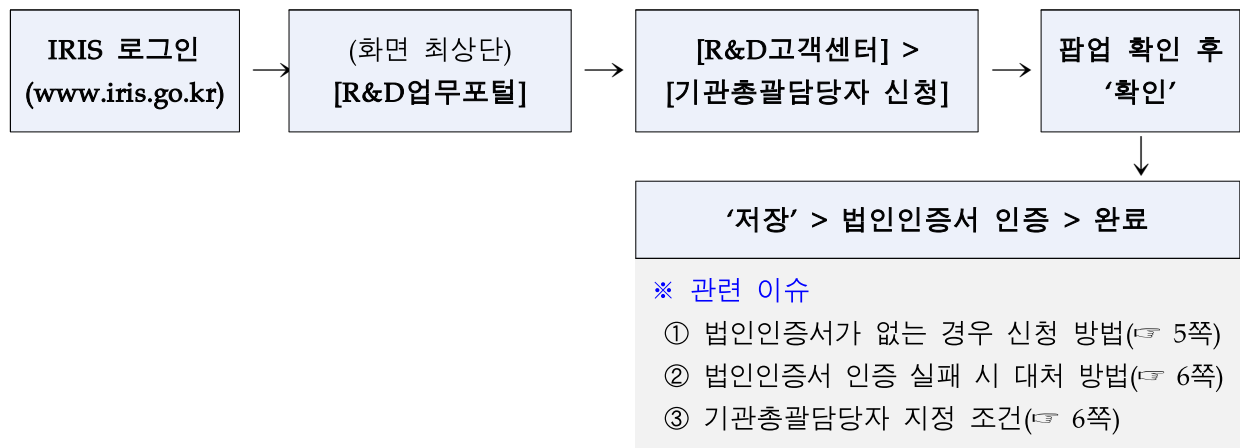 IRIS 로그인
(www.iris.go.kr)
(화면 최상단)
[R&D업무포털]
[R&D고객센터] >
[기관총괄담당자 신청]
팝업 확인 후
‘확인’
‘저장’ > 법인인증서 인증 > 완료
※ 관련 이슈
① 법인인증서가 없는 경우 신청 방법(☞ 5쪽)
② 법인인증서 인증 실패 시 대처 방법(☞ 6쪽)
③ 기관총괄담당자 지정 조건(☞ 6쪽)